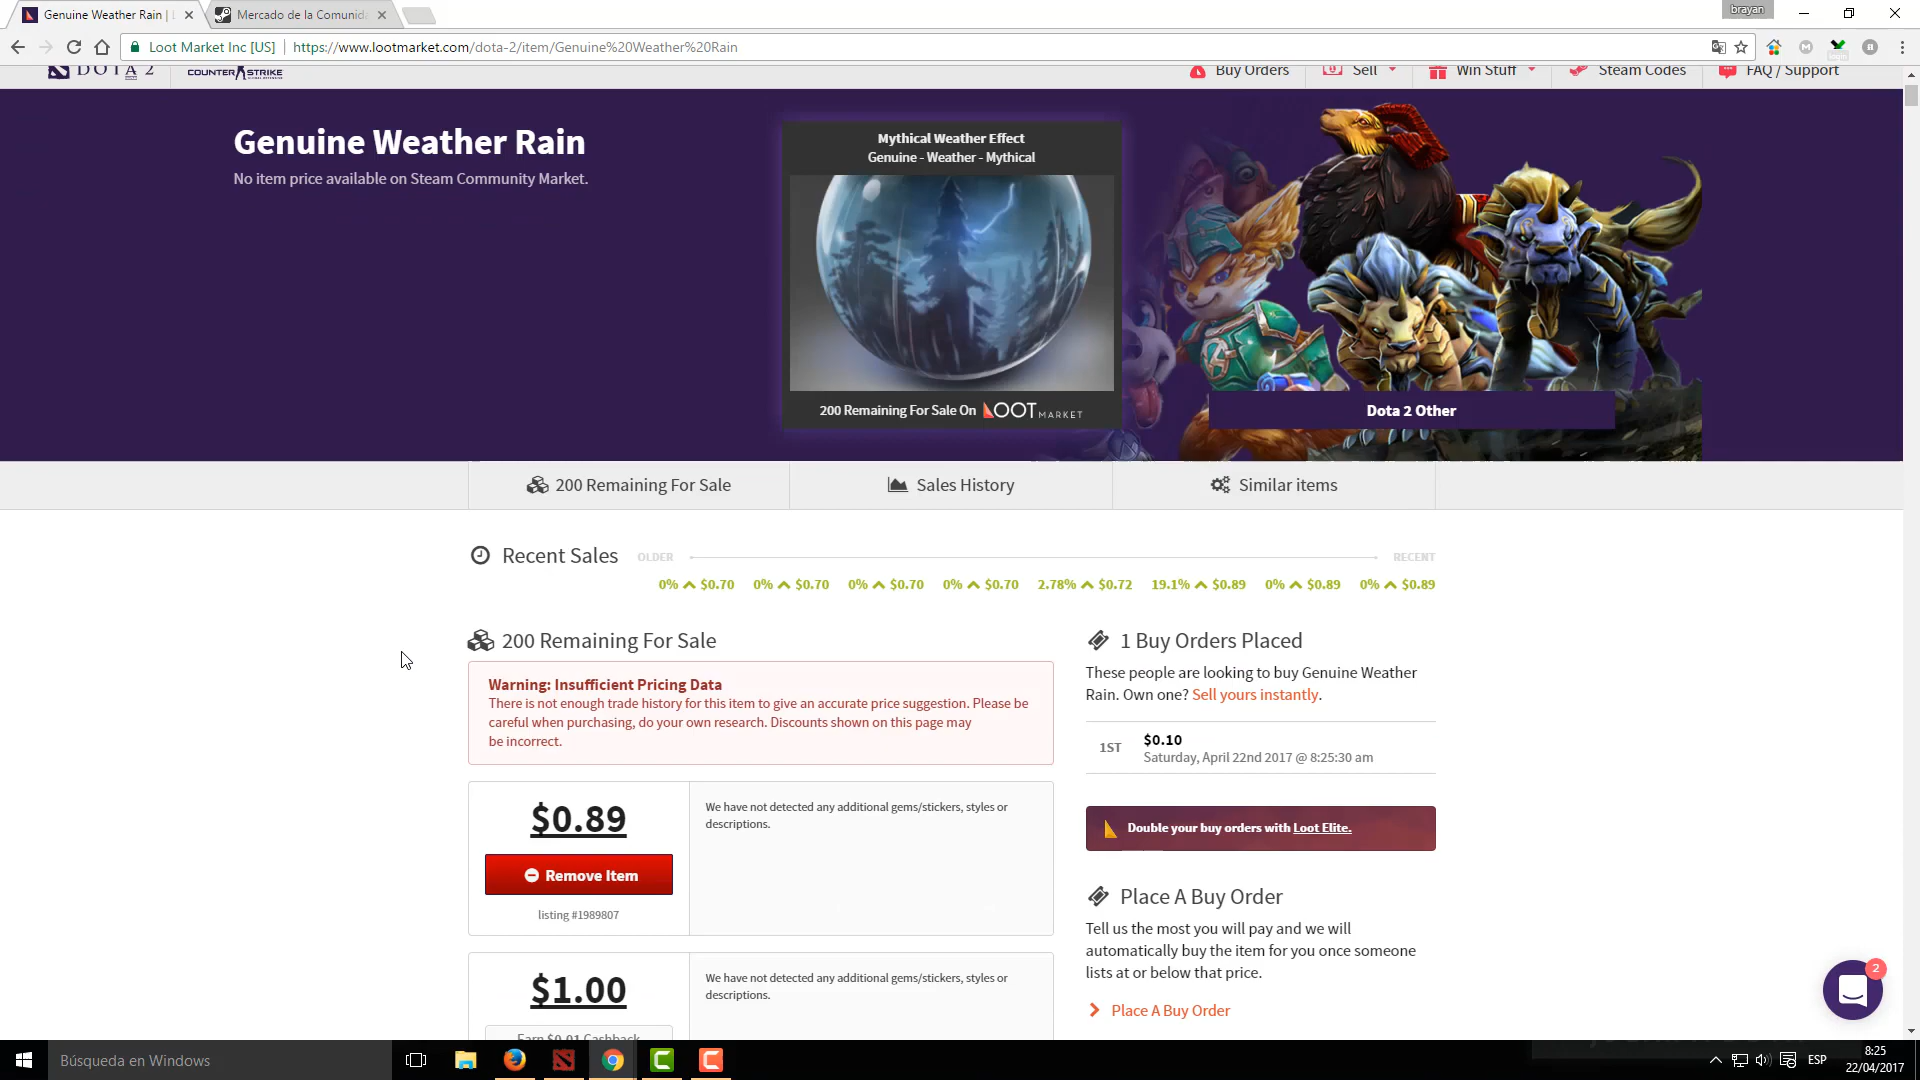 Genuine Weather Rain | L
Mercado de la Comunida
brayan
Loot Market Inc [US]
https://www.lootmarket.com/dota-2/item/Genuine%20Weather%20Rain
DOTA 2
COUNTER STRIKE
Buy Orders
Sell
Win Stuff
Steam Codes
FAQ / Support
Genuine Weather Rain
No item price available on Steam Community Market.
Mythical Weather Effect
Genuine - Weather - Mythical
200 Remaining For Sale On LOOT MARKET
Dota 2 Other
200 Remaining For Sale
Sales History
Similar items
Recent Sales
OLDER
RECENT
0% $0.70 0% $0.70 0% $0.70 0% $0.70 2.78% $0.72 19.1% $0.89 0% $0.89 0% $0.89
200 Remaining For Sale
Warning: Insufficient Pricing Data
There is not enough trade history for this item to give an accurate price suggestion. Please be
careful when purchasing, do your own research. Discounts shown on this page may
be incorrect.
$0.89
Remove Item
listing #1989807
We have not detected any additional gems/stickers, styles or
descriptions.
$1.00
Earn $0.01 Cashback
We have not detected any additional gems/stickers, styles or
descriptions.
1 Buy Orders Placed
These people are looking to buy Genuine Weather
Rain. Own one? Sell yours instantly.
1ST
$0.10
Saturday, April 22nd 2017 @ 8:25:30 am
Double your buy orders with Loot Elite.
Place A Buy Order
Tell us the most you will pay and we will
automatically buy the item for you once someone
lists at or below that price.
Place A Buy Order
2
Búsqueda en Windows
ESP
8:25
22/04/2017